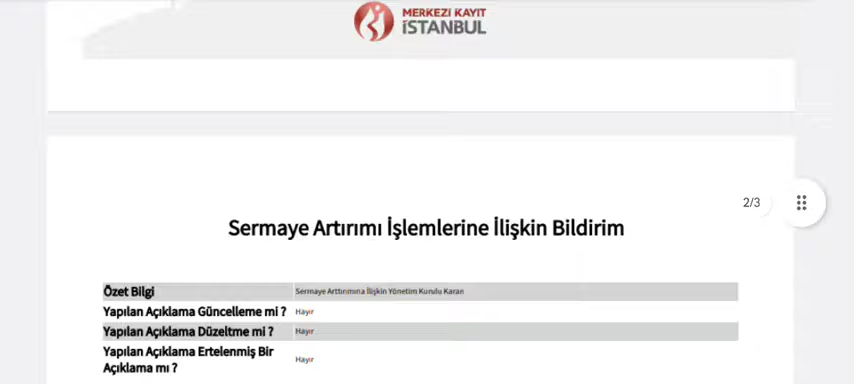 MERKEZİ KAYIT
İSTANBUL
2/3
Sermaye Artırımı İşlemlerine İlişkin Bildirim
Özet Bilgi Sermaye Arttırımına İlişkin Yönetim Kurulu Kararı
Yapılan Açıklama Güncelleme mi ? Hayır
Yapılan Açıklama Düzeltme mi ? Hayır
Yapılan Açıklama Ertelenmiş Bir
Açıklama mı ? Hayır